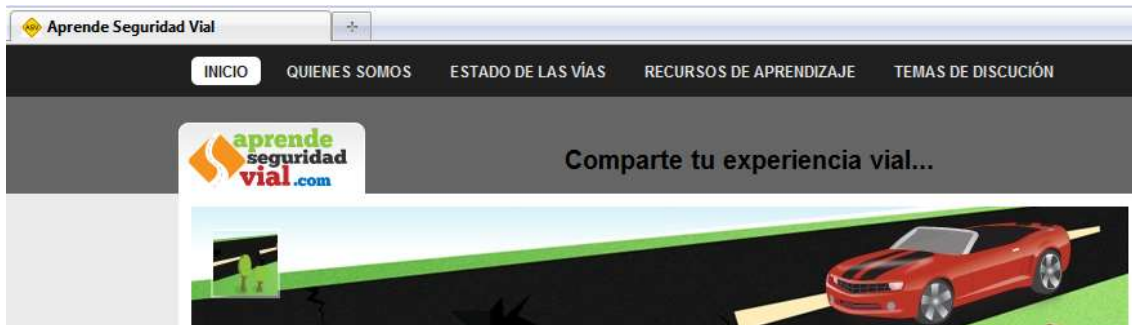 Aprende Seguridad Vial
INICIO QUIENES SOMOS ESTADO DE LAS VÍAS RECURSOS DE APRENDIZAJE TEMAS DE DISCUCIÓN
aprende
seguridad
vial.com
Comparte tu experiencia vial...